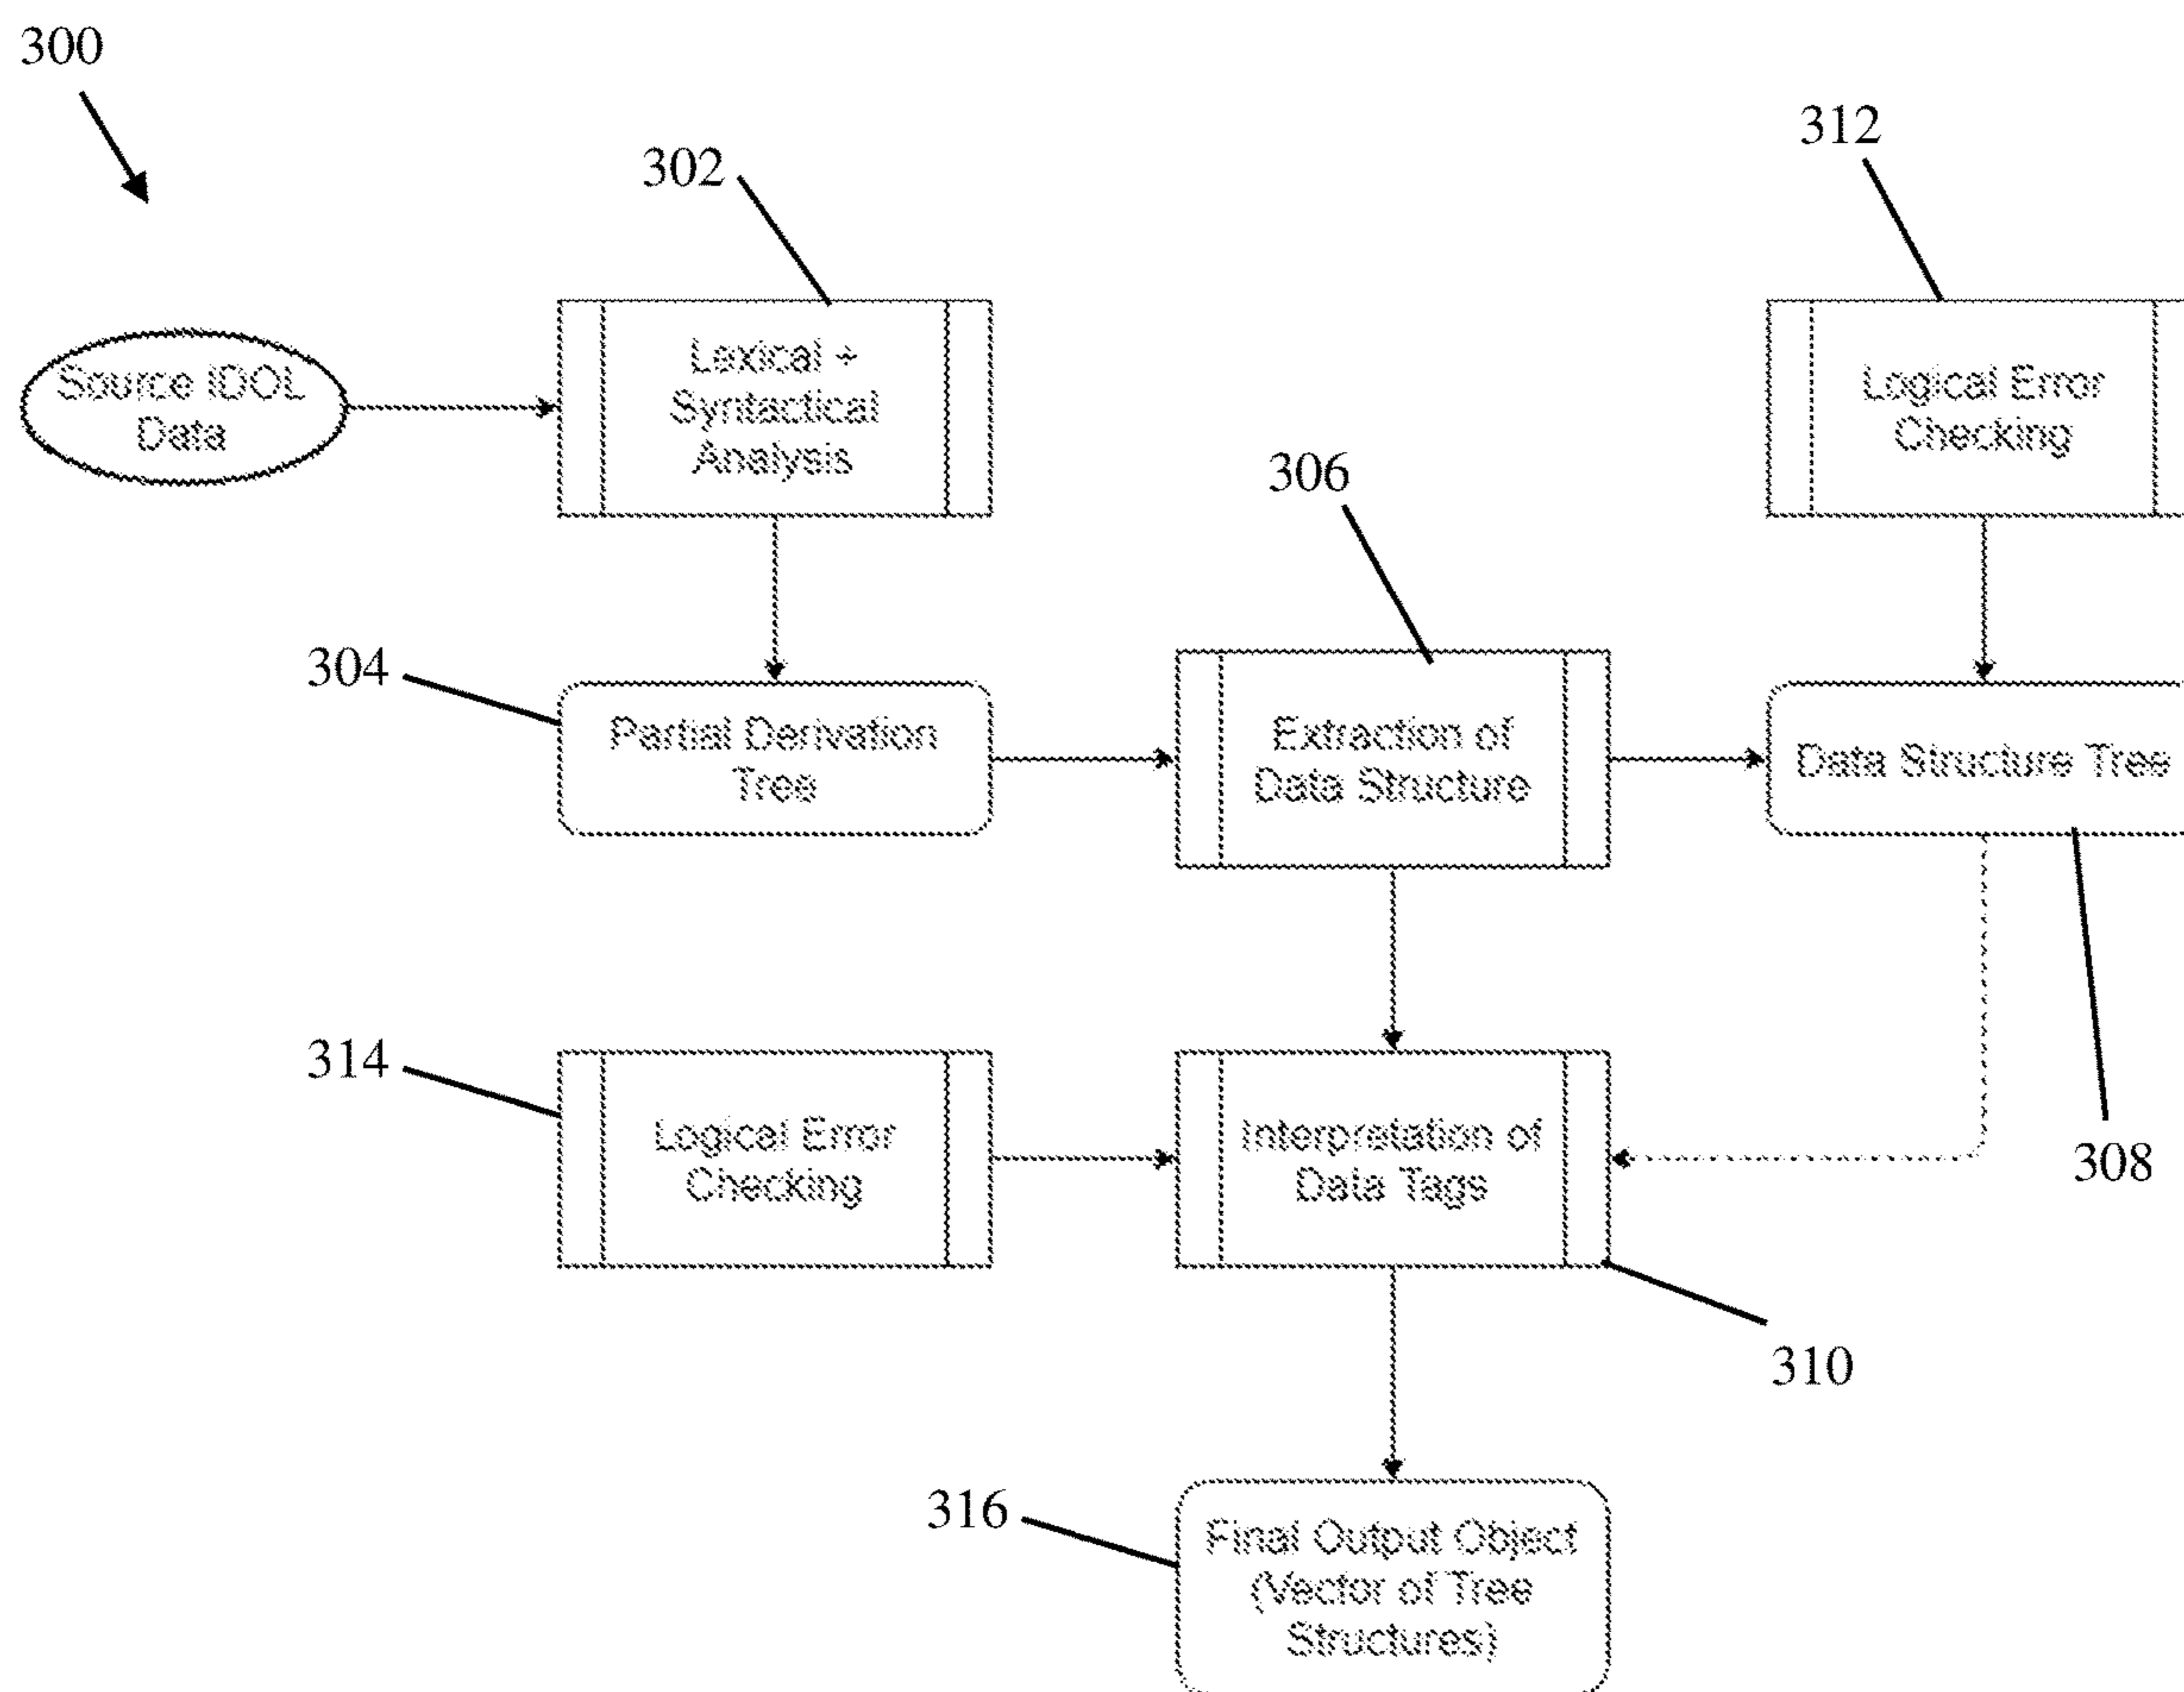 300
312
302
Source IDOL
Data
Lexical +
Syntactical
Analysis
Logical Error
Checking
306
304
Partial Derivation
Tree
Extraction of
Data Structure
Data Structure Tree
314
Logical Error
Checking
Interpretation of
Data Tags
308
310
316
Final Output Object
(Vector of Tree
Structures)